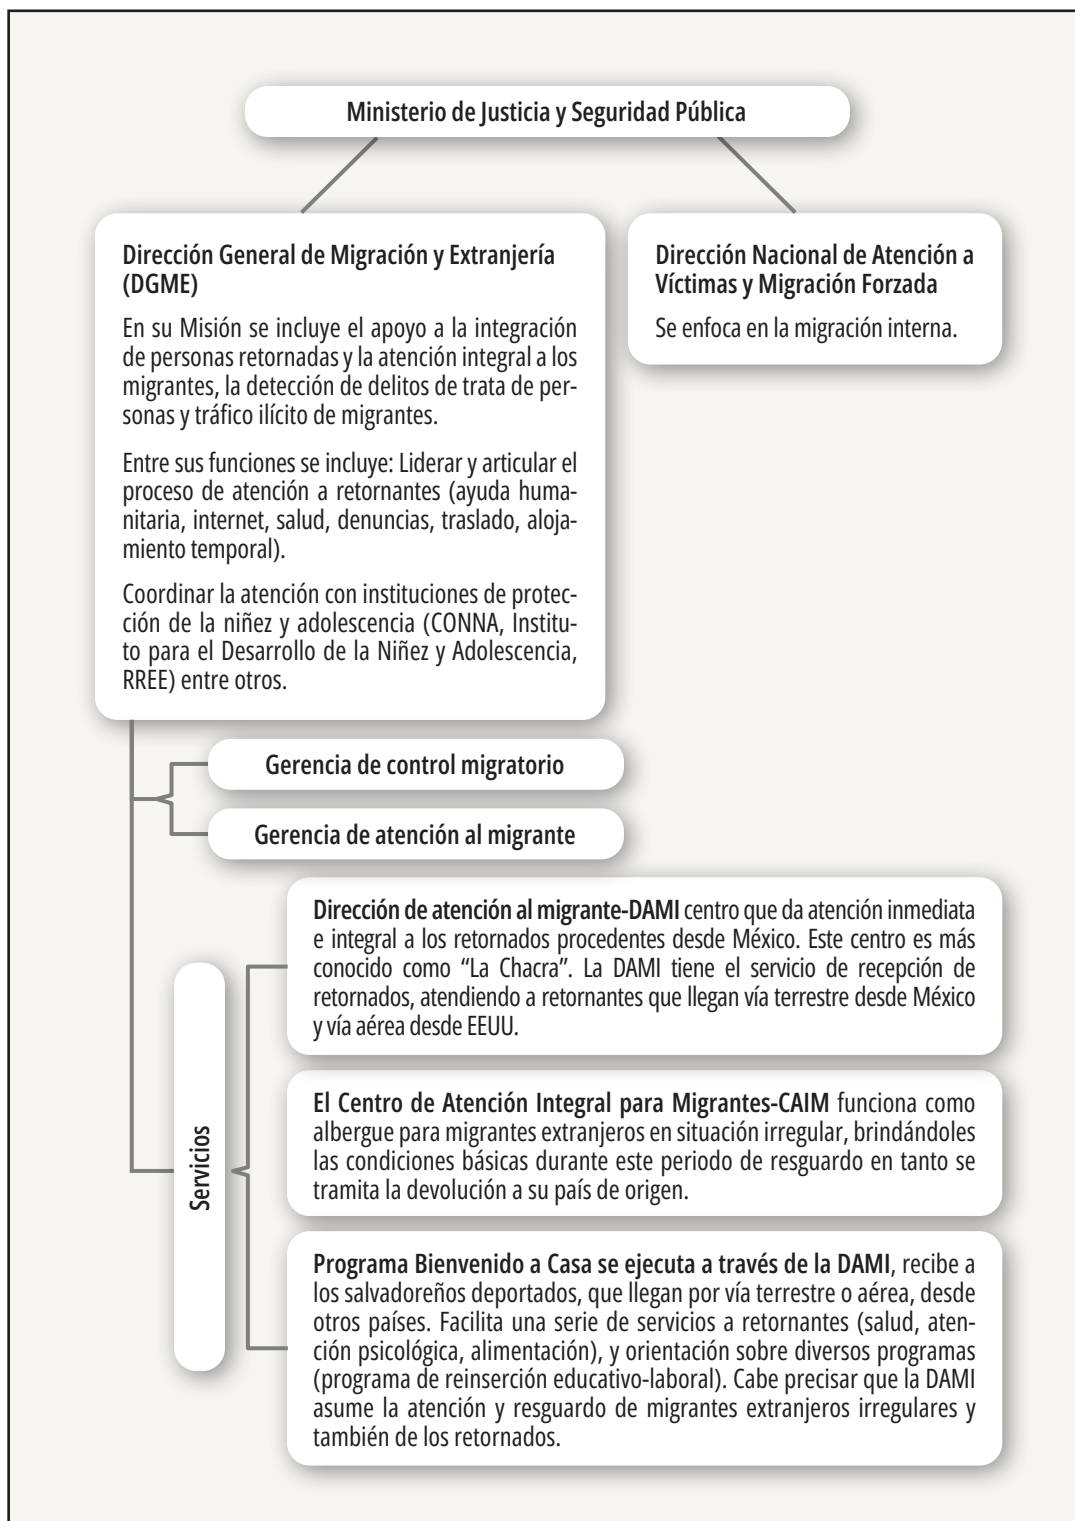 Ministerio de Justicia y Seguridad Pública
Dirección General de Migración y Extranjería
(DGME)
En su Misión se incluye el apoyo a la integración
de personas retornadas y la atención integral a los
migrantes, la detección de delitos de trata de per-
sonas y tráfico ilícito de migrantes.
Entre sus funciones se incluye: Liderar y articular el
proceso de atención a retornantes (ayuda huma-
nitaria, internet, salud, denuncias, traslado, aloja-
miento temporal).
Coordinar la atención con instituciones de protec-
ción de la niñez y adolescencia (CONNA, Institu-
to para el Desarrollo de la Niñez y Adolescencia,
RREE) entre otros.
Dirección Nacional de Atención a
Víctimas y Migración Forzada
Se enfoca en la migración interna.
Gerencia de control migratorio
Gerencia de atención al migrante
Servicios
Dirección de atención al migrante-DAMI centro que da atención inmediata
e integral a los retornados procedentes desde México. Este centro es más
conocido como “La Chacra”. La DAMI tiene el servicio de recepción de
retornados, atendiendo a retornantes que llegan vía terrestre desde México
y vía aérea desde EEUU.
El Centro de Atención Integral para Migrantes-CAIM funciona como
albergue para migrantes extranjeros en situación irregular, brindándoles
las condiciones básicas durante este periodo de resguardo en tanto se
tramita la devolución a su país de origen.
Programa Bienvenido a Casa se ejecuta a través de la DAMI, recibe a
los salvadoreños deportados, que llegan por vía terrestre o aérea, desde
otros países. Facilita una serie de servicios a retornantes (salud, aten-
ción psicológica, alimentación), y orientación sobre diversos programas
(programa de reinserción educativo-laboral). Cabe precisar que la DAMI
asume la atención y resguardo de migrantes extranjeros irregulares y
también de los retornados.